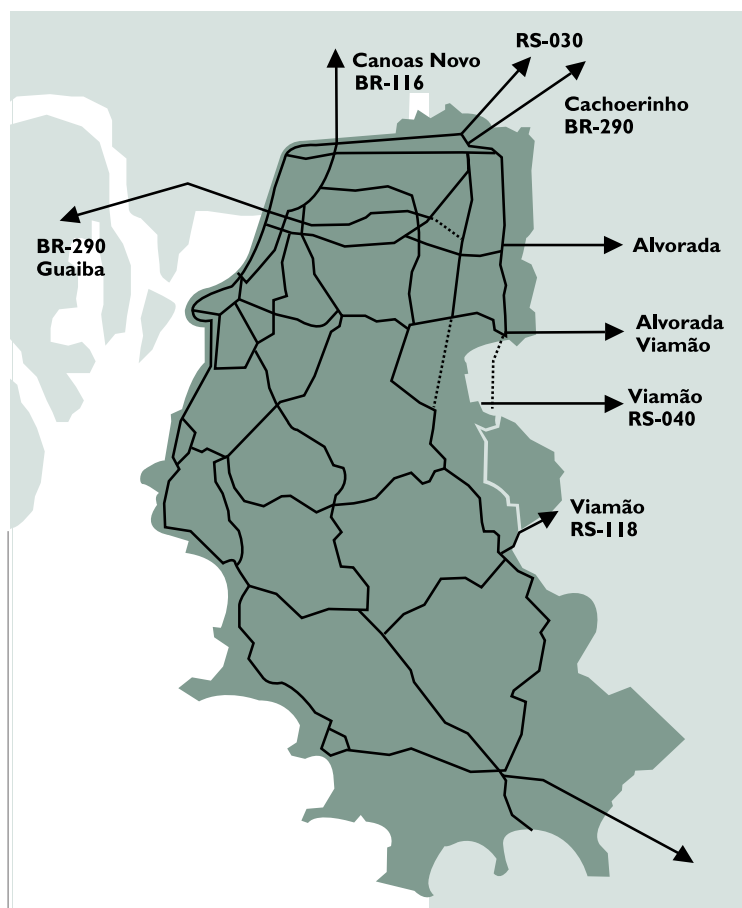 RS-030
Canoas Novo
BR-116
Cachoerinho
BR-290
BR-290
Guaiba
Alvorada
Alvorada
Viamão
Viamão
RS-040
Viamão
RS-118